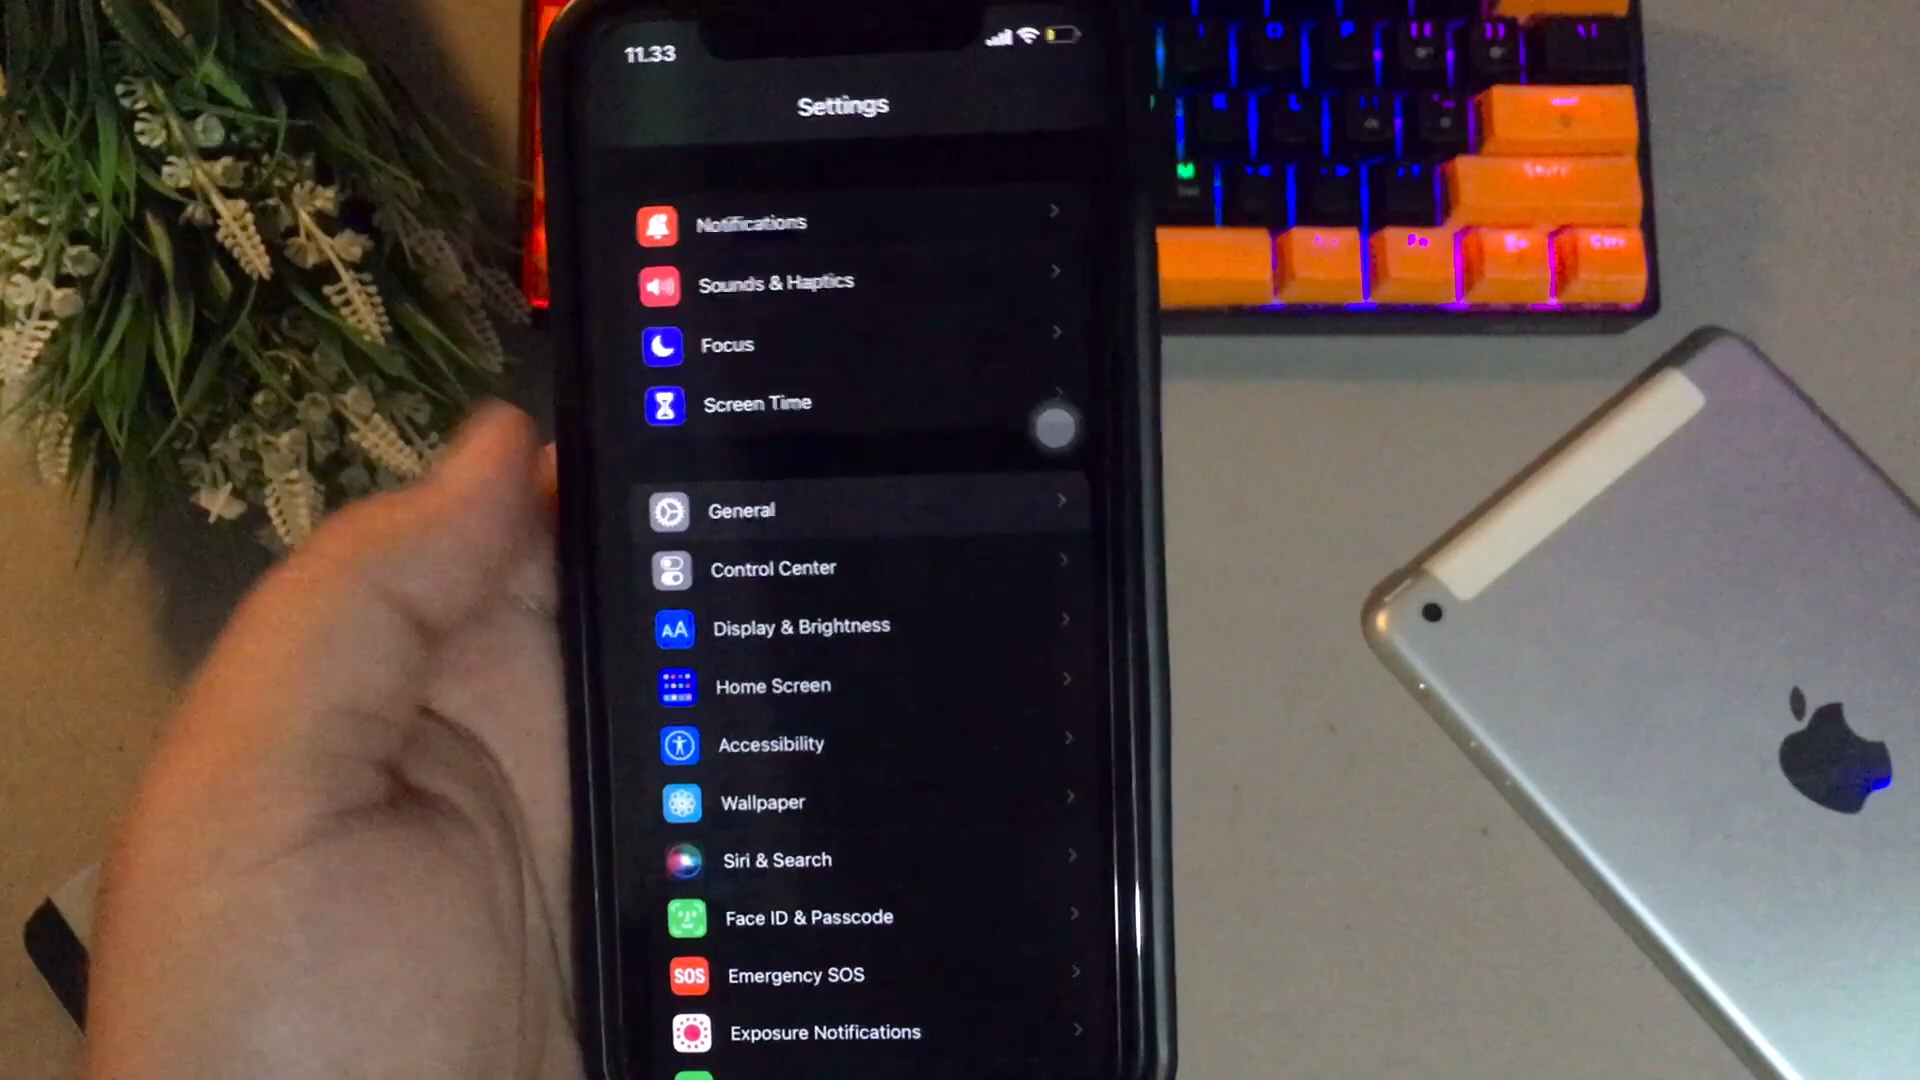 11.33
Settings
Notifications
Sounds & Haptics
Focus
Screen Time
General
Control Center
AA
Display & Brightness
Home Screen
Accessibility
Wallpaper
Siri & Search
Face ID & Passcode
SOS
Emergency SOS
Exposure Notifications